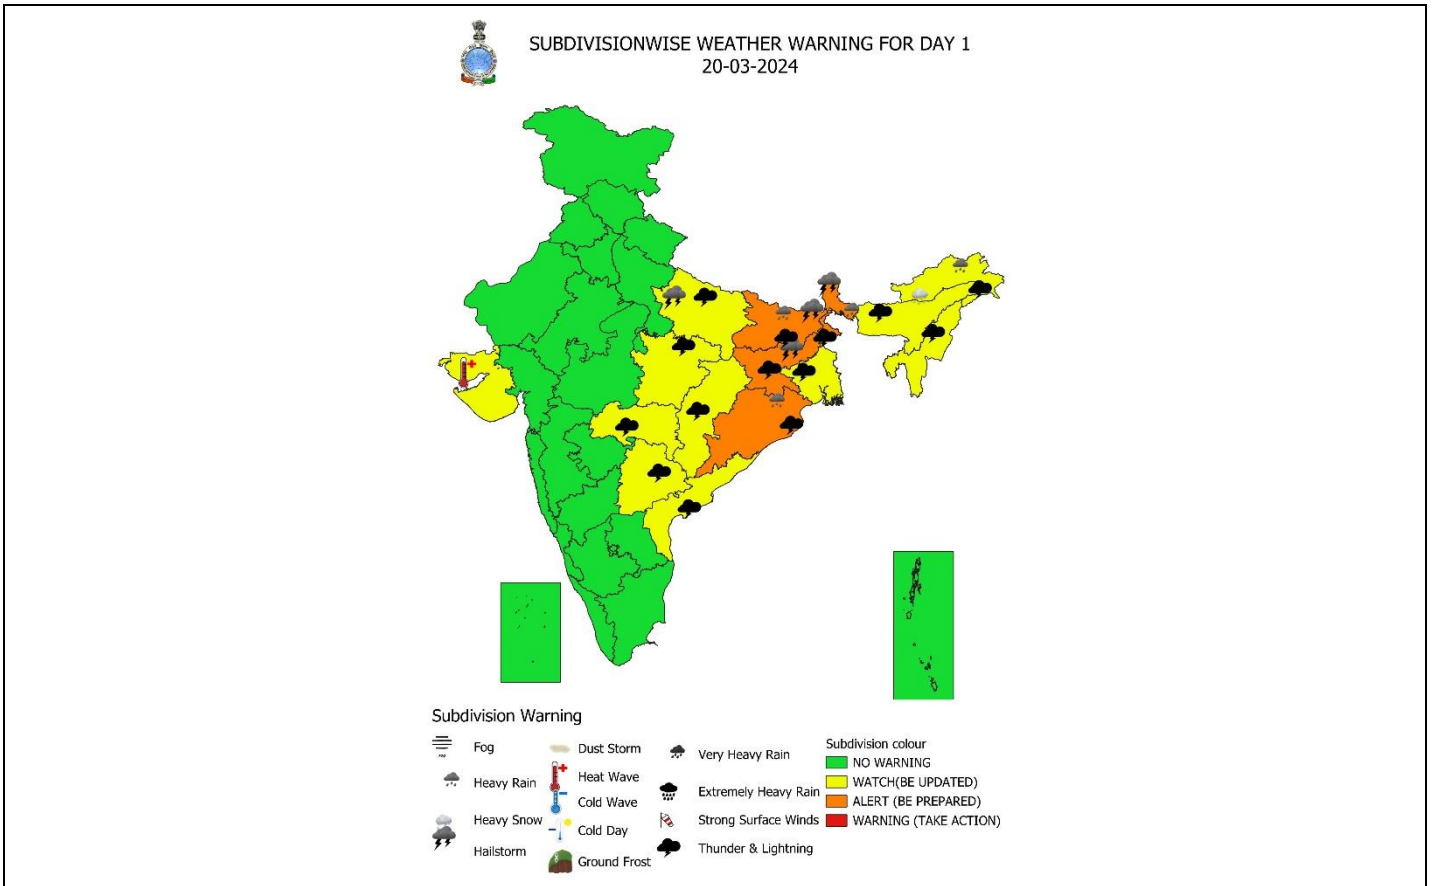 SUBDIVISIONWISE WEATHER WARNING FOR DAY 1
20-03-2024
Subdivision Warning
Fog
Heavy Rain
Heavy Snow
Hailstorm
Dust Storm
Heat Wave
Cold Wave
Cold Day
Ground Frost
Very Heavy Rain
Extremely Heavy Rain
Strong Surface Winds
Thunder & Lightning
Subdivision colour
NO WARNING
WATCH(BE UPDATED)
ALERT (BE PREPARED)
WARNING (TAKE ACTION)